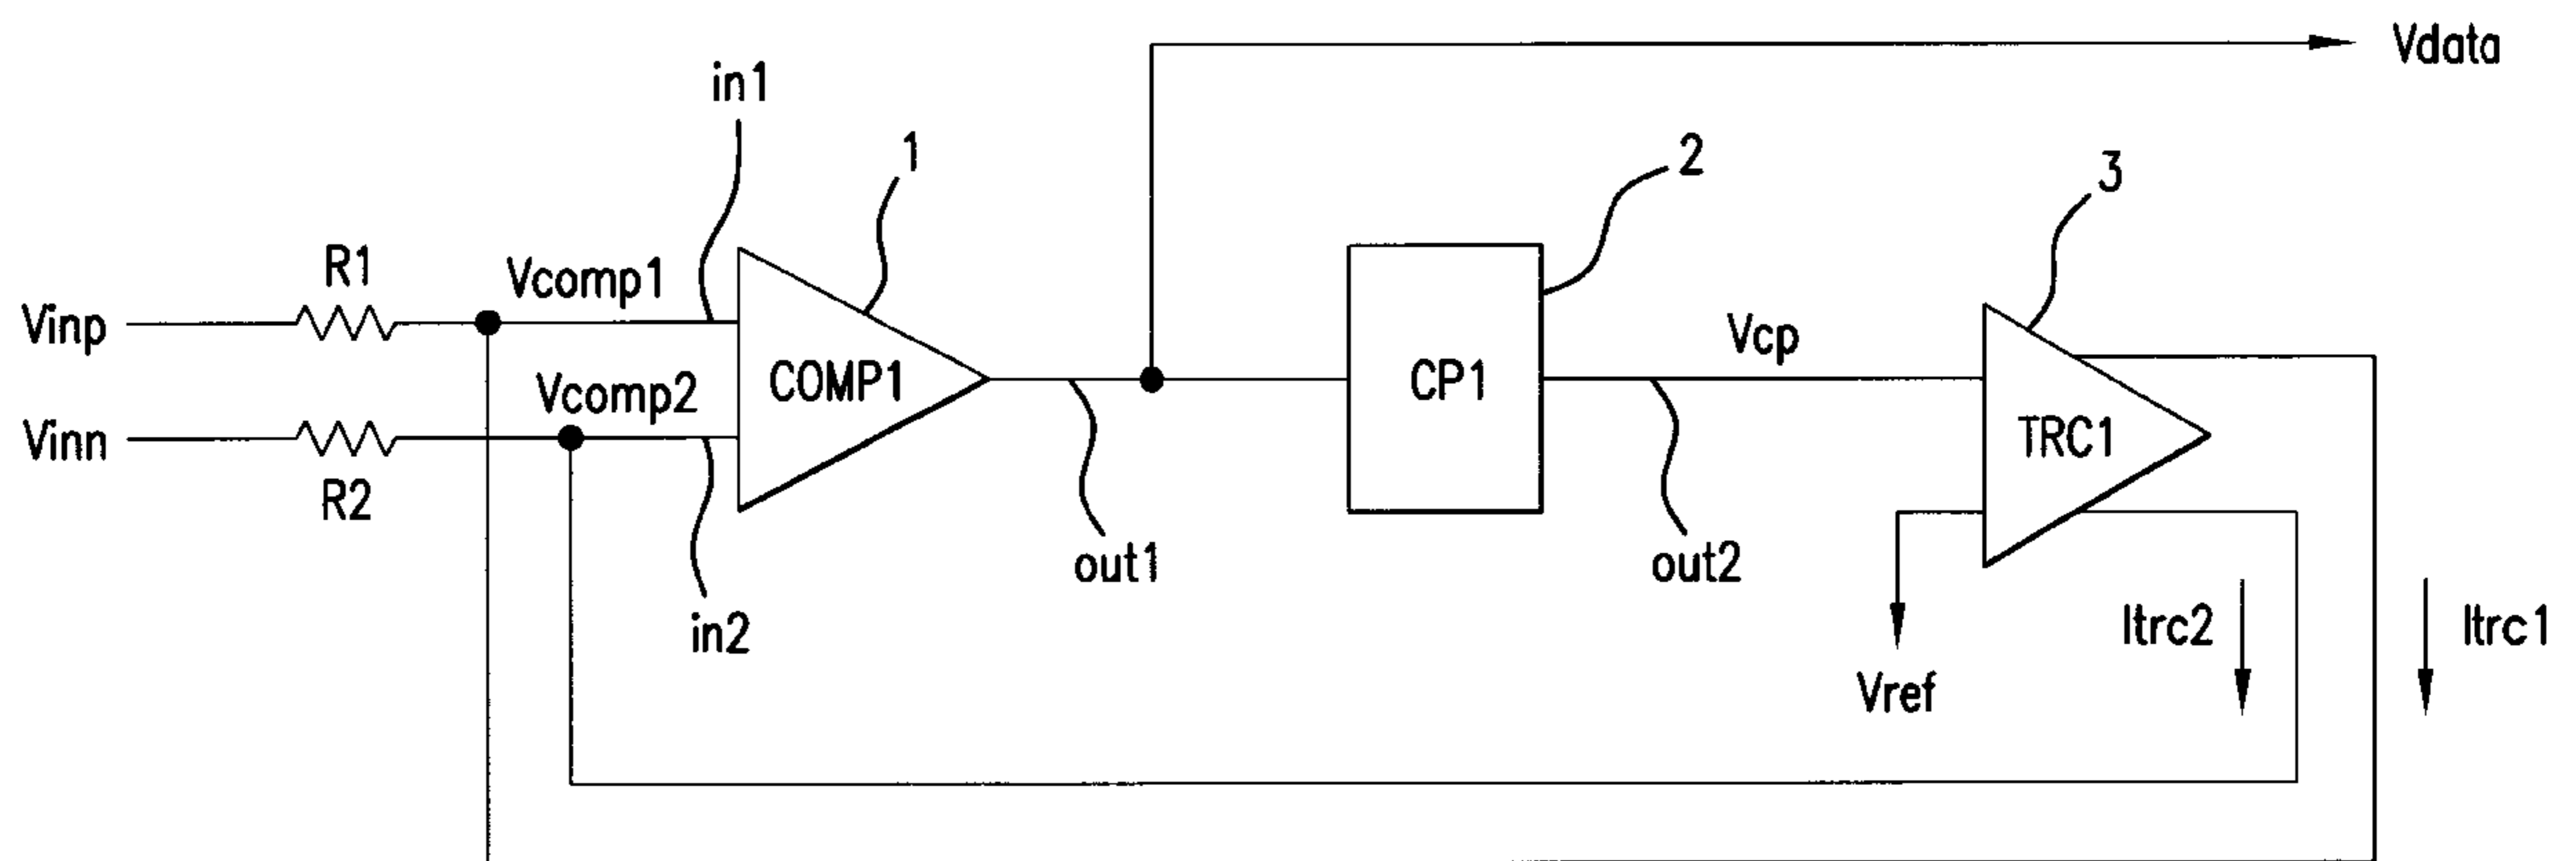 Vdata
in1
1
2
3
R1
Vcomp1
Vinp
Vcp
COMP1
CP1
Vcomp2
TRC1
Vinn
R2
out1
out2
in2
Itrc2
Itrc1
Vref